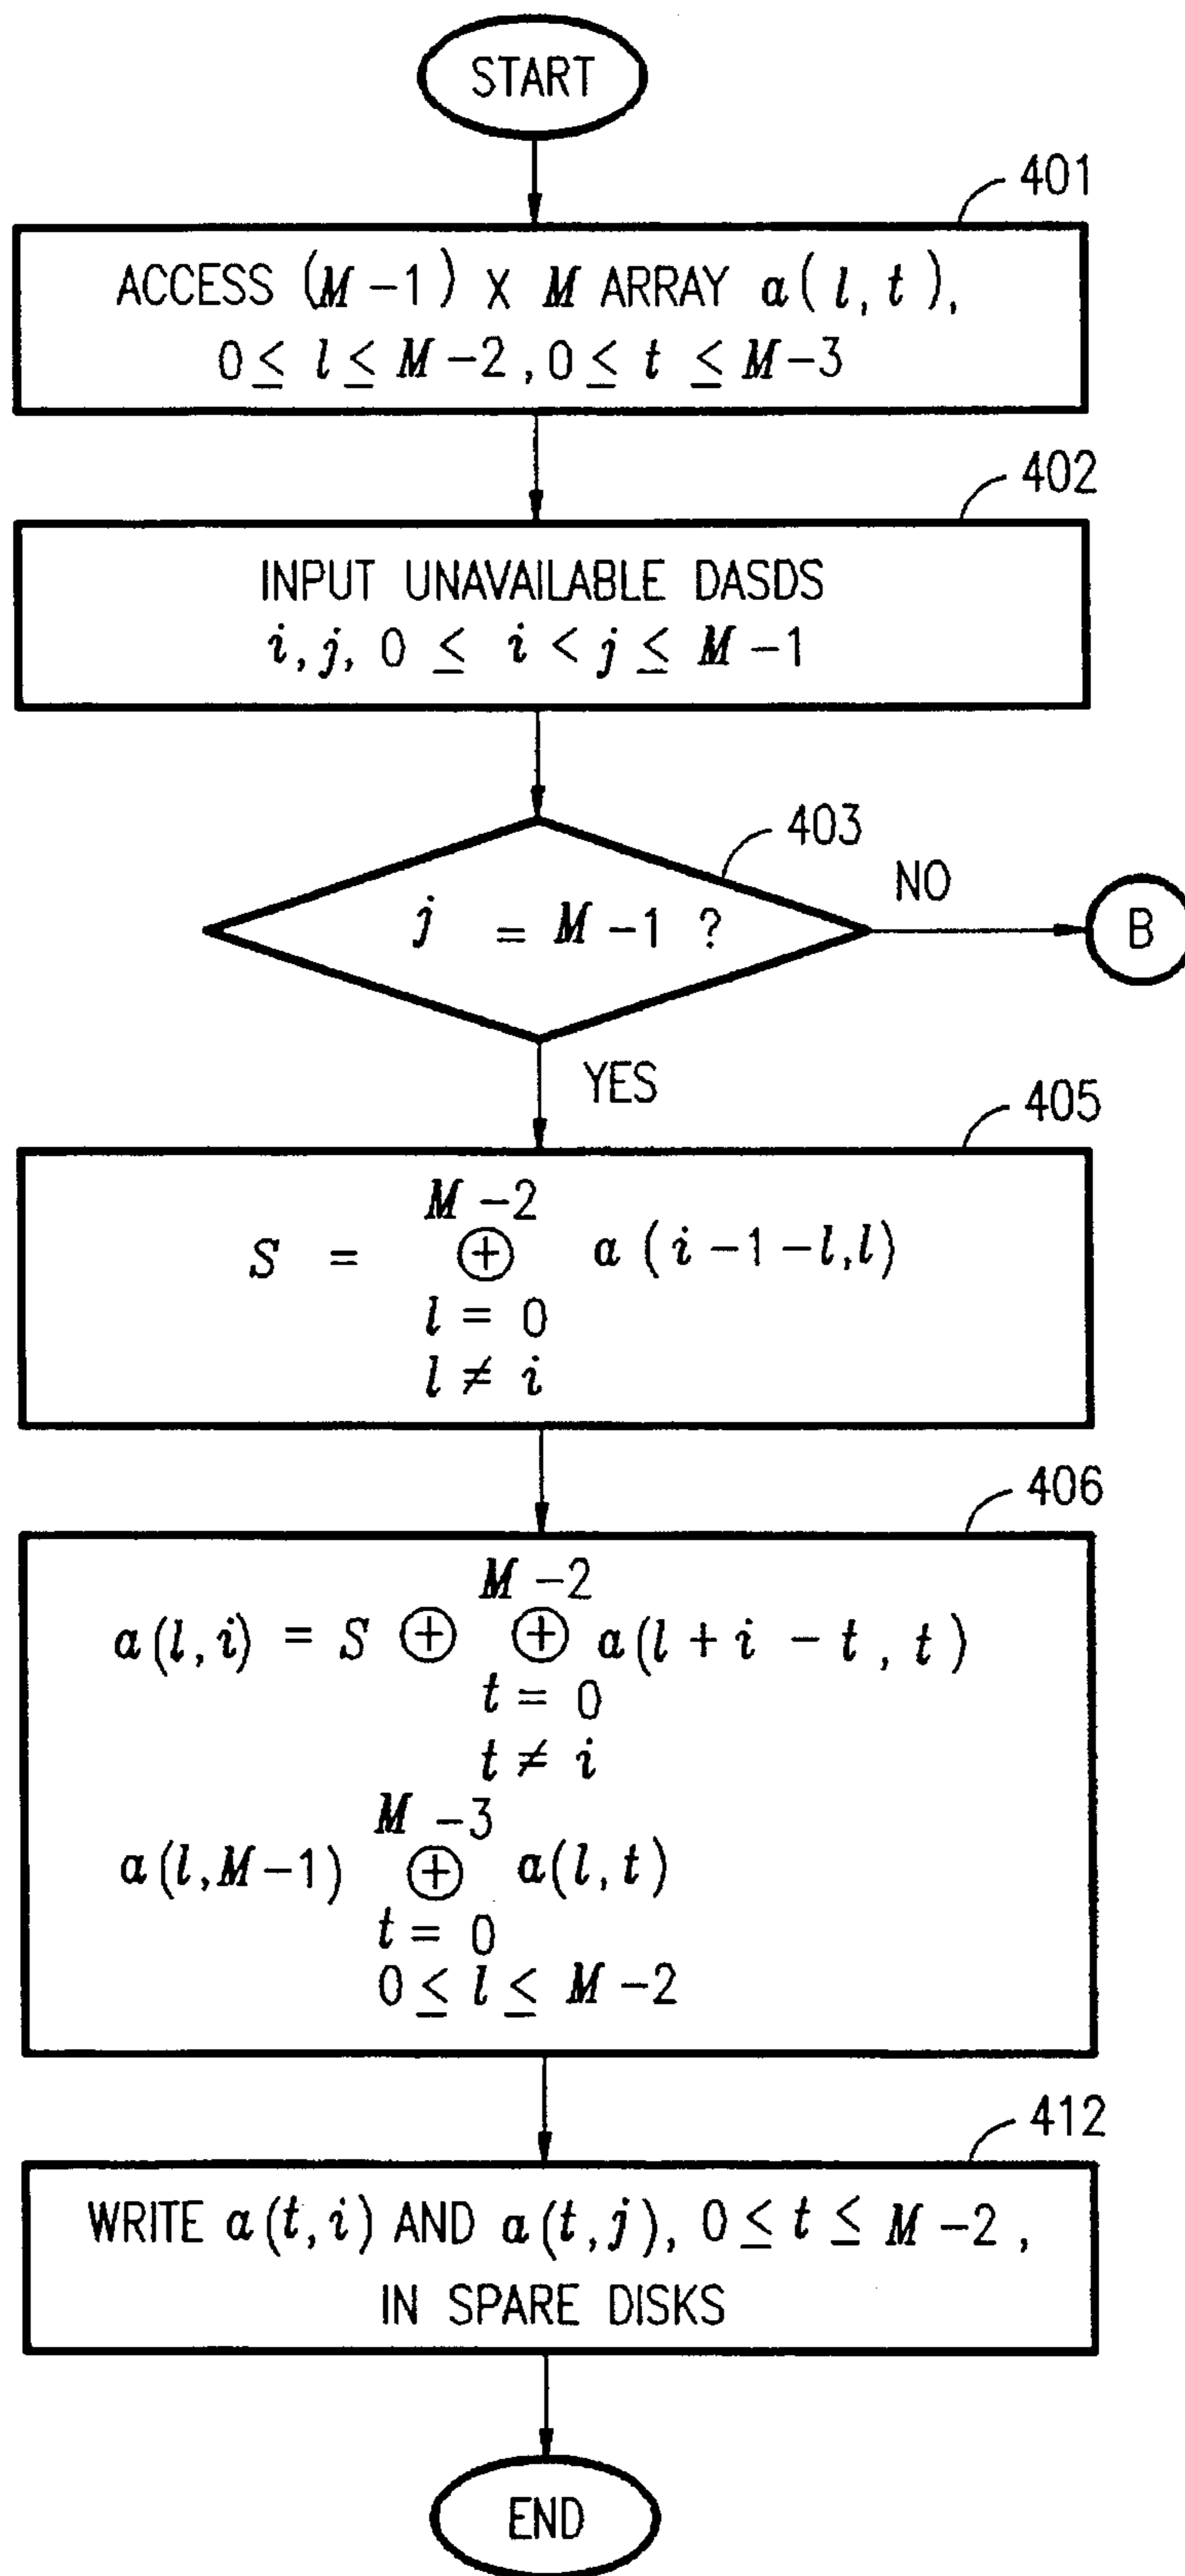 START
401
ACCESS (M-1) X M ARRAY a(l, t),
0 ≤ l ≤ M-2, 0 ≤ t ≤ M-3
402
INPUT UNAVAILABLE DASDS
i, j, 0 ≤ i < j ≤ M-1
403
j = M-1 ?
NO
B
YES
405
M-2
S = ⊕ a (i-1-l,l)
l = 0
l ≠ i
406
M-2
a(l,i) = S ⊕ ⊕ a(l+i-t, t)
t = 0
t ≠ i
M-3
a(l,M-1) ⊕ a(l,t)
t = 0
0 ≤ l ≤ M-2
412
WRITE a(t,i) AND a(t,j), 0 ≤ t ≤ M-2,
IN SPARE DISKS
END